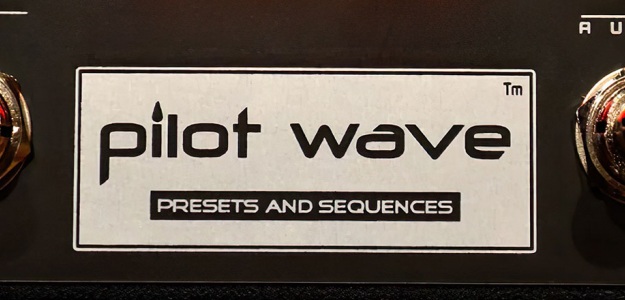 A U
Tm
pilot wave
PRESETS AND SEQUENCES